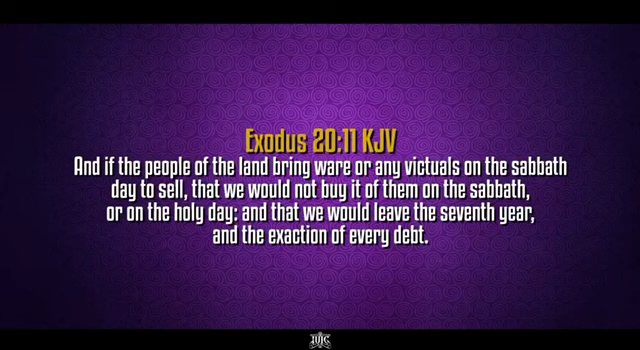 Exodus 20:11 KJV
And if the people of the land bring ware or any victuals on the sabbath
day to sell, that we would not buy it of them on the sabbath,
or on the holy day: and that we would leave the seventh year,
and the exaction of every debt.
IUIC